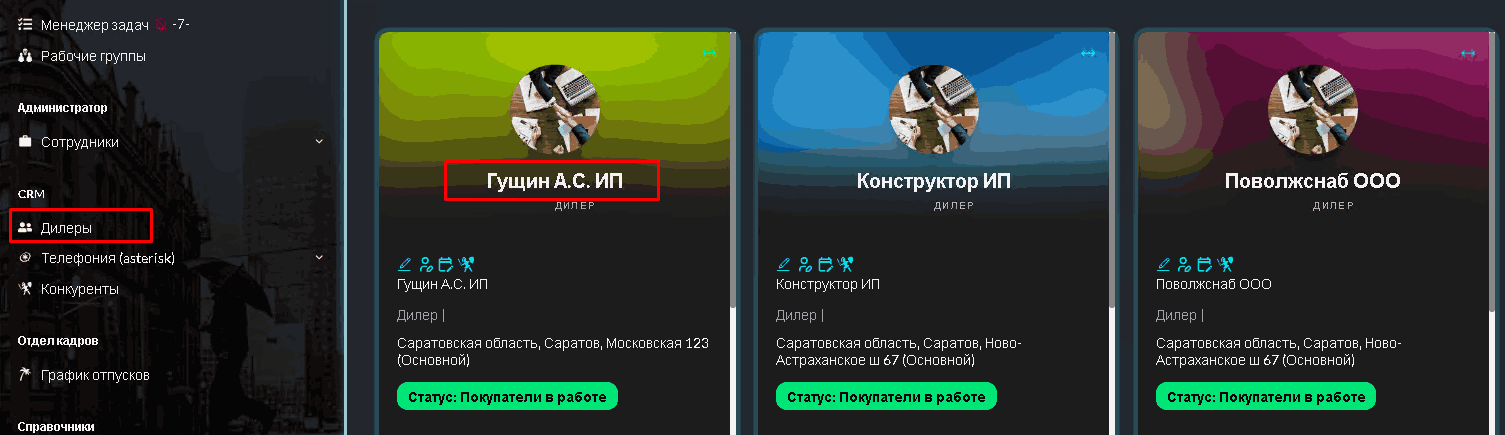 Менеджер задач -7-
Рабочие группы
Администратор
Сотрудники
CRM
Дилеры
Телефония (asterisk)
Конкуренты
Отдел кадров
График отпусков
Справочники
Гущин А.С. ИП
ДИЛЕР
Гущин А.С. ИП
Дилер |
Саратовская область, Саратов, Московская 123
(Основной)
Статус: Покупатели в работе
Конструктор ИП
ДИЛЕР
Конструктор ИП
Дилер |
Саратовская область, Саратов, Ново-
Астраханское ш 67 (Основной)
Статус: Покупатели в работе
Поволжснаб ООО
ДИЛЕР
Поволжснаб ООО
Дилер |
Саратовская область, Саратов, Ново-
Астраханское ш 67 (Основной)
Статус: Покупатели в работе